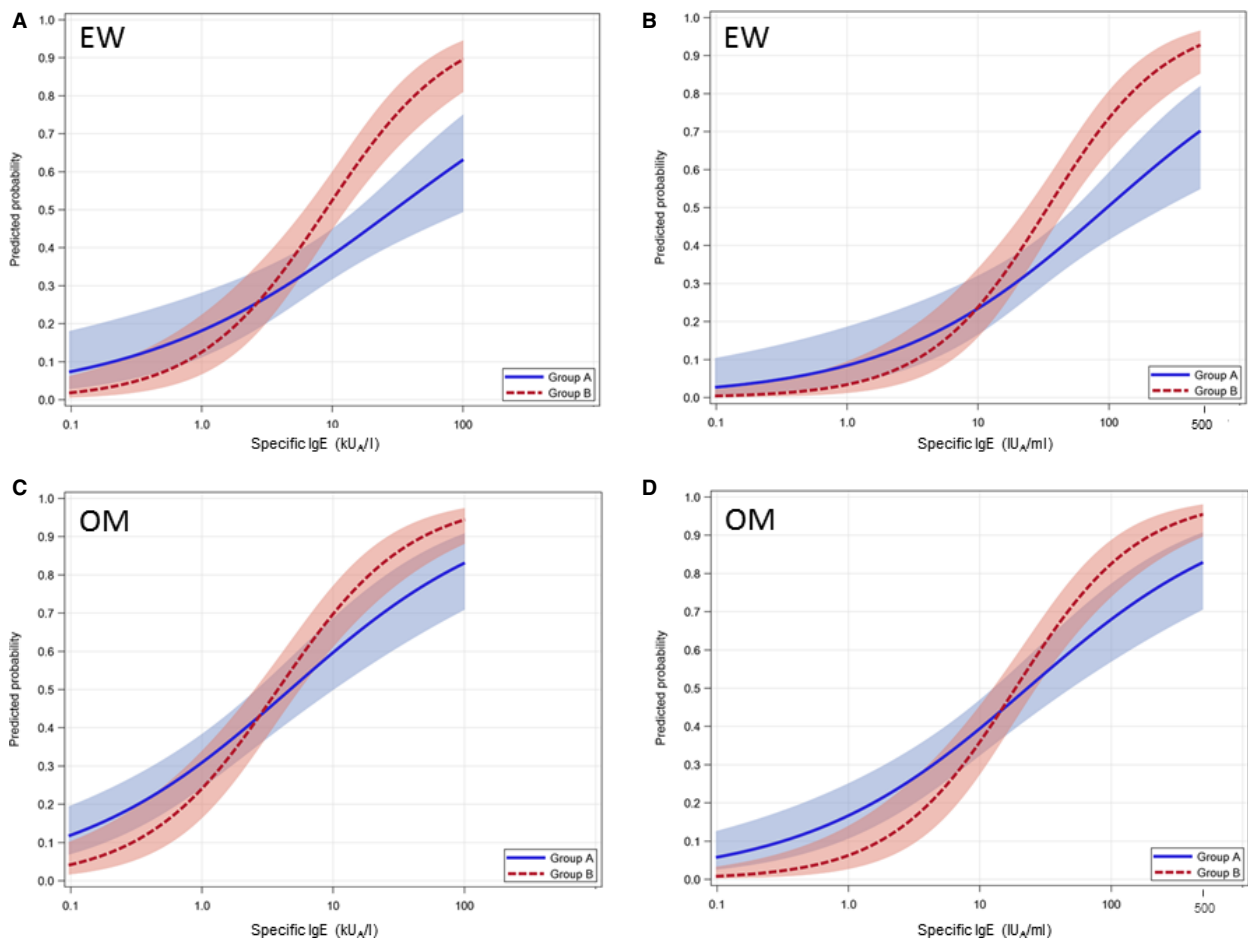 A
EW
Predicted probability
1.0
0.9
0.8
0.7
0.6
0.5
0.4
0.3
0.2
0.1
0.0
Group A
Group B
0.1 1.0 10 100
Specific IgE (kU_A/l)
B
EW
Predicted probability
1.0
0.9
0.8
0.7
0.6
0.5
0.4
0.3
0.2
0.1
0.0
Group A
Group B
0.1 1.0 10 100 500
Specific IgE (IU_A/ml)
C
OM
Predicted probability
1.0
0.9
0.8
0.7
0.6
0.5
0.4
0.3
0.2
0.1
0.0
Group A
Group B
0.1 1.0 10 100
Specific IgE (kU_A/l)
D
OM
Predicted probability
1.0
0.9
0.8
0.7
0.6
0.5
0.4
0.3
0.2
0.1
0.0
Group A
Group B
0.1 1.0 10 100 500
Specific IgE (IU_A/ml)